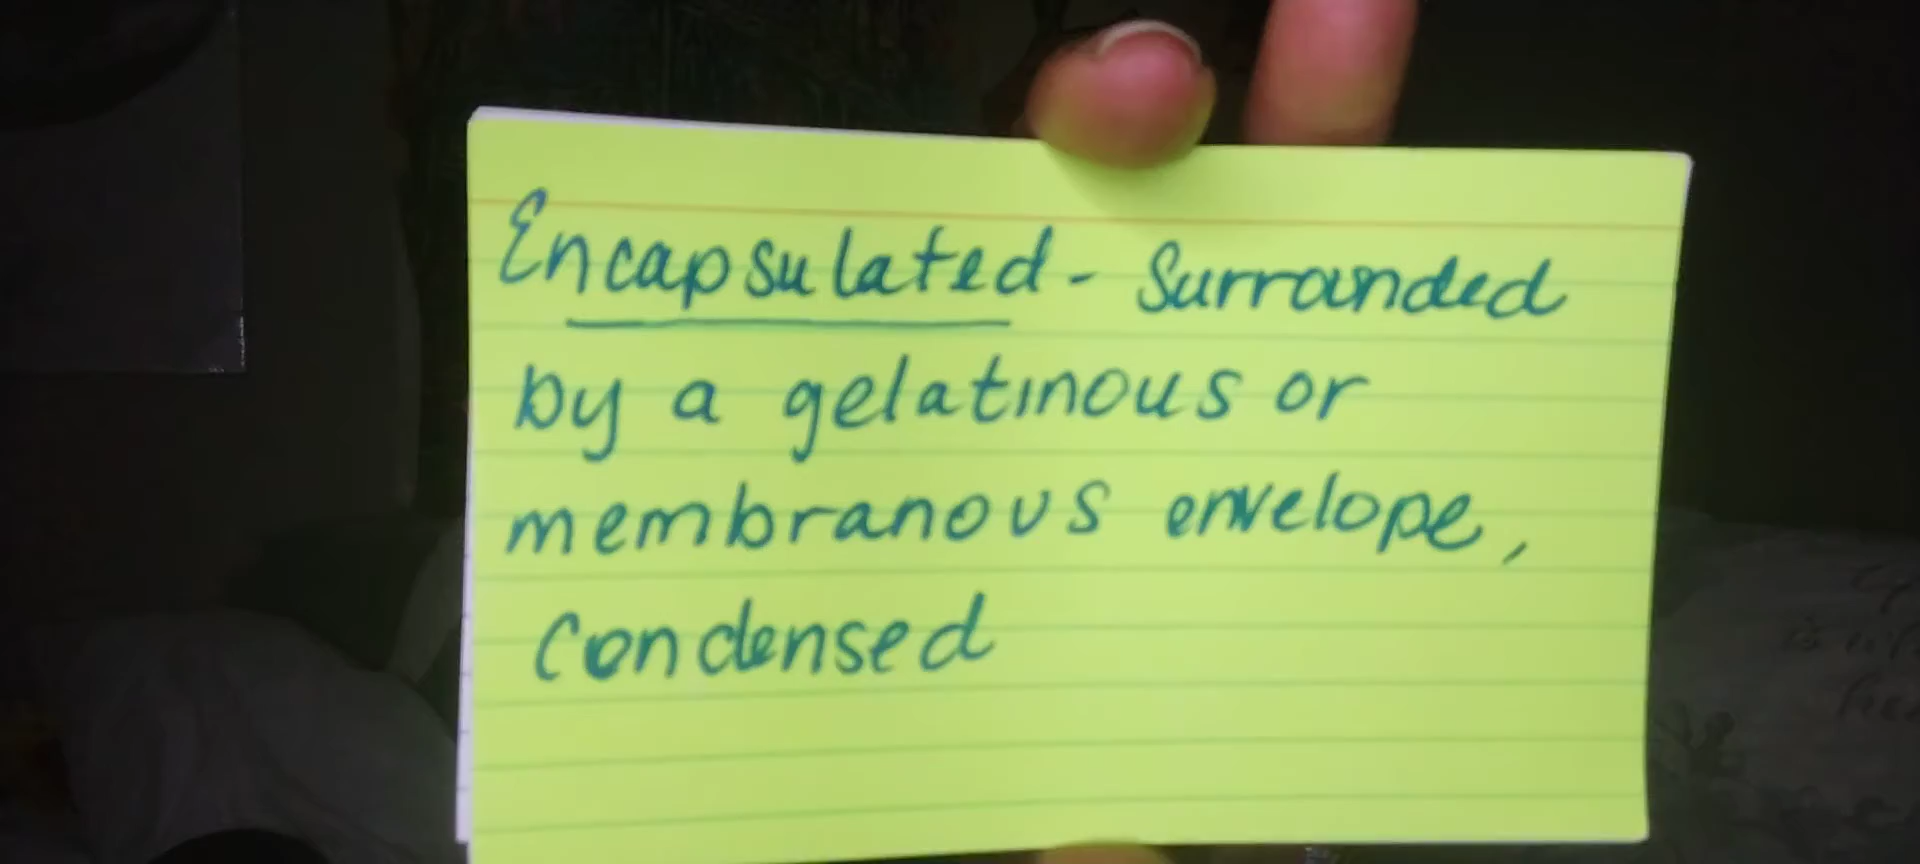 Encapsulated - Surranded
by a gelatinous or
membranous envelope,
Condensed